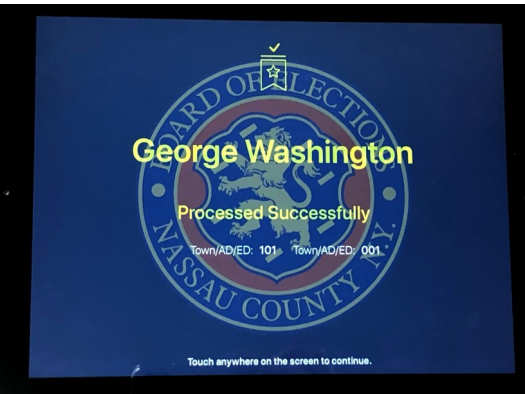 BOARD OF ELECTIONS
George Washington
Processed Successfully
Town/AD/ED: 101 Town/AD/ED: 001
NASSAU COUNTY N.Y.
Touch anywhere on the screen to continue.